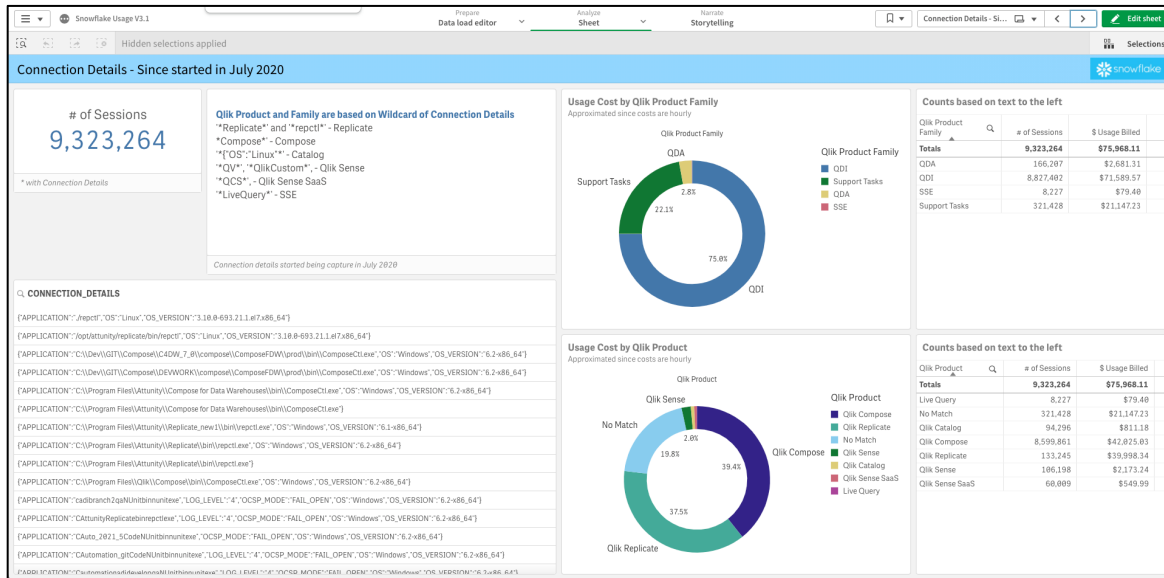 Snowflake Usage V3.1
Prepare
Data load editor
Analyze
Sheet
Narrate
Storytelling
Connection Details - Si...
Edit sheet
Hidden selections applied
Selections
Connection Details - Since started in July 2020
snowflake
# of Sessions
9,323,264
* with Connection Details
Qlik Product and Family are based on Wildcard of Connection Details
'*Replicate*' and '*repctl*' - Replicate
*Compose*' - Compose
'*{"OS":"Linux"*' - Catalog
'*QV*', '*QlikCustom*', - Qlik Sense
'*QCS*', - Qlik Sense SaaS
'*LiveQuery*' - SSE
Connection details started being capture in July 2020
CONNECTION_DETAILS
{"APPLICATION":"./repctl","OS":"Linux","OS_VERSION":"3.10.0-693.21.1.el7.x86_64"}
{"APPLICATION":"/opt/attunity/replicate/bin/repctl","OS":"Linux","OS_VERSION":"3.10.0-693.21.1.el7.x86_64"}
{"APPLICATION":"C:\\Dev\\GIT\\Compose\\C4DW_7_0\\compose\\ComposeFDW\\prod\\bin\\ComposeCtl.exe","OS":"Windows","OS_VERSION":"6.2-x86_64"}
{"APPLICATION":"C:\\Dev\\GIT\\Compose\\DEVWORK\\compose\\ComposeFDW\\prod\\bin\\ComposeCtl.exe","OS":"Windows","OS_VERSION":"6.2-x86_64"}
{"APPLICATION":"C:\\Program Files\\Attunity\\Compose for Data Warehouses\\bin\\ComposeCtl.exe","OS":"Windows","OS_VERSION":"6.2-x86_64"}
{"APPLICATION":"C:\\Program Files\\Attunity\\Compose for Data Warehouses\\bin\\ComposeCtl.exe"}
{"APPLICATION":"C:\\Program Files\\Attunity\\Replicate_new1\\bin\\repctl.exe","OS":"Windows","OS_VERSION":"6.1-x86_64"}
{"APPLICATION":"C:\\Program Files\\Attunity\\Replicate\\bin\\repctl.exe","OS":"Windows","OS_VERSION":"6.2-x86_64"}
{"APPLICATION":"C:\\Program Files\\Attunity\\Replicate\\bin\\repctl.exe"}
{"APPLICATION":"C:\\Program Files\\Qlik\\Compose\\bin\\ComposeCtl.exe","OS":"Windows","OS_VERSION":"6.2-x86_64"}
{"APPLICATION":"cadibranch2qaNUnitbinnunitexe","LOG_LEVEL":"4","OCSP_MODE":"FAIL_OPEN","OS":"Windows","OS_VERSION":"6.2-x86_64"}
{"APPLICATION":"CAttunityReplicatebinrepctlexe","LOG_LEVEL":"4","OCSP_MODE":"FAIL_OPEN","OS":"Windows","OS_VERSION":"6.2-x86_64"}
{"APPLICATION":"CAuto_2021_5CodeNUnitbinnunitexe","OCSP_MODE":"FAIL_OPEN","OS":"Windows","OS_VERSION":"6.2-x86_64"}
{"APPLICATION":"CAutomation_gitCodeNUnitbinnunitexe","LOG_LEVEL":"4","OCSP_MODE":"FAIL_OPEN","OS":"Windows","OS_VERSION":"6.2-x86_64"}
"LOG_LEVEL":"4","OCSP_MODE":"FAIL_OPEN","OS":"Windows","OS_VERSION":"6.2-x86_64"}
Usage Cost by Qlik Product Family
Approximated since costs are hourly
Qlik Product Family
QDA
Support Tasks
2.8%
22.1%
75.0%
QDI
Qlik Product Family
QDI
Support Tasks
QDA
SSE
Counts based on text to the left
Qlik Product Family # of Sessions $ Usage Billed
Totals 9,323,264 $75,968.11
QDA 166,207 $2,681.31
QDI 8,827,402 $71,589.57
SSE 8,227 $79.40
Support Tasks 321,428 $21,147.23
Usage Cost by Qlik Product
Approximated since costs are hourly
Qlik Product
Qlik Sense
No Match
2.0%
19.8%
39.4%
Qlik Compose
37.5%
Qlik Replicate
Qlik Product
Qlik Compose
Qlik Replicate
No Match
Qlik Sense
Qlik Catalog
Qlik Sense SaaS
Live Query
Counts based on text to the left
Qlik Product # of Sessions $ Usage Billed
Totals 9,323,264 $75,968.11
Live Query 8,227 $79.40
No Match 321,428 $21,147.23
Qlik Catalog 94,296 $811.18
Qlik Compose 8,599,861 $42,025.03
Qlik Replicate 133,245 $39,998.34
Qlik Sense 106,198 $2,173.24
Qlik Sense SaaS 60,009 $549.99